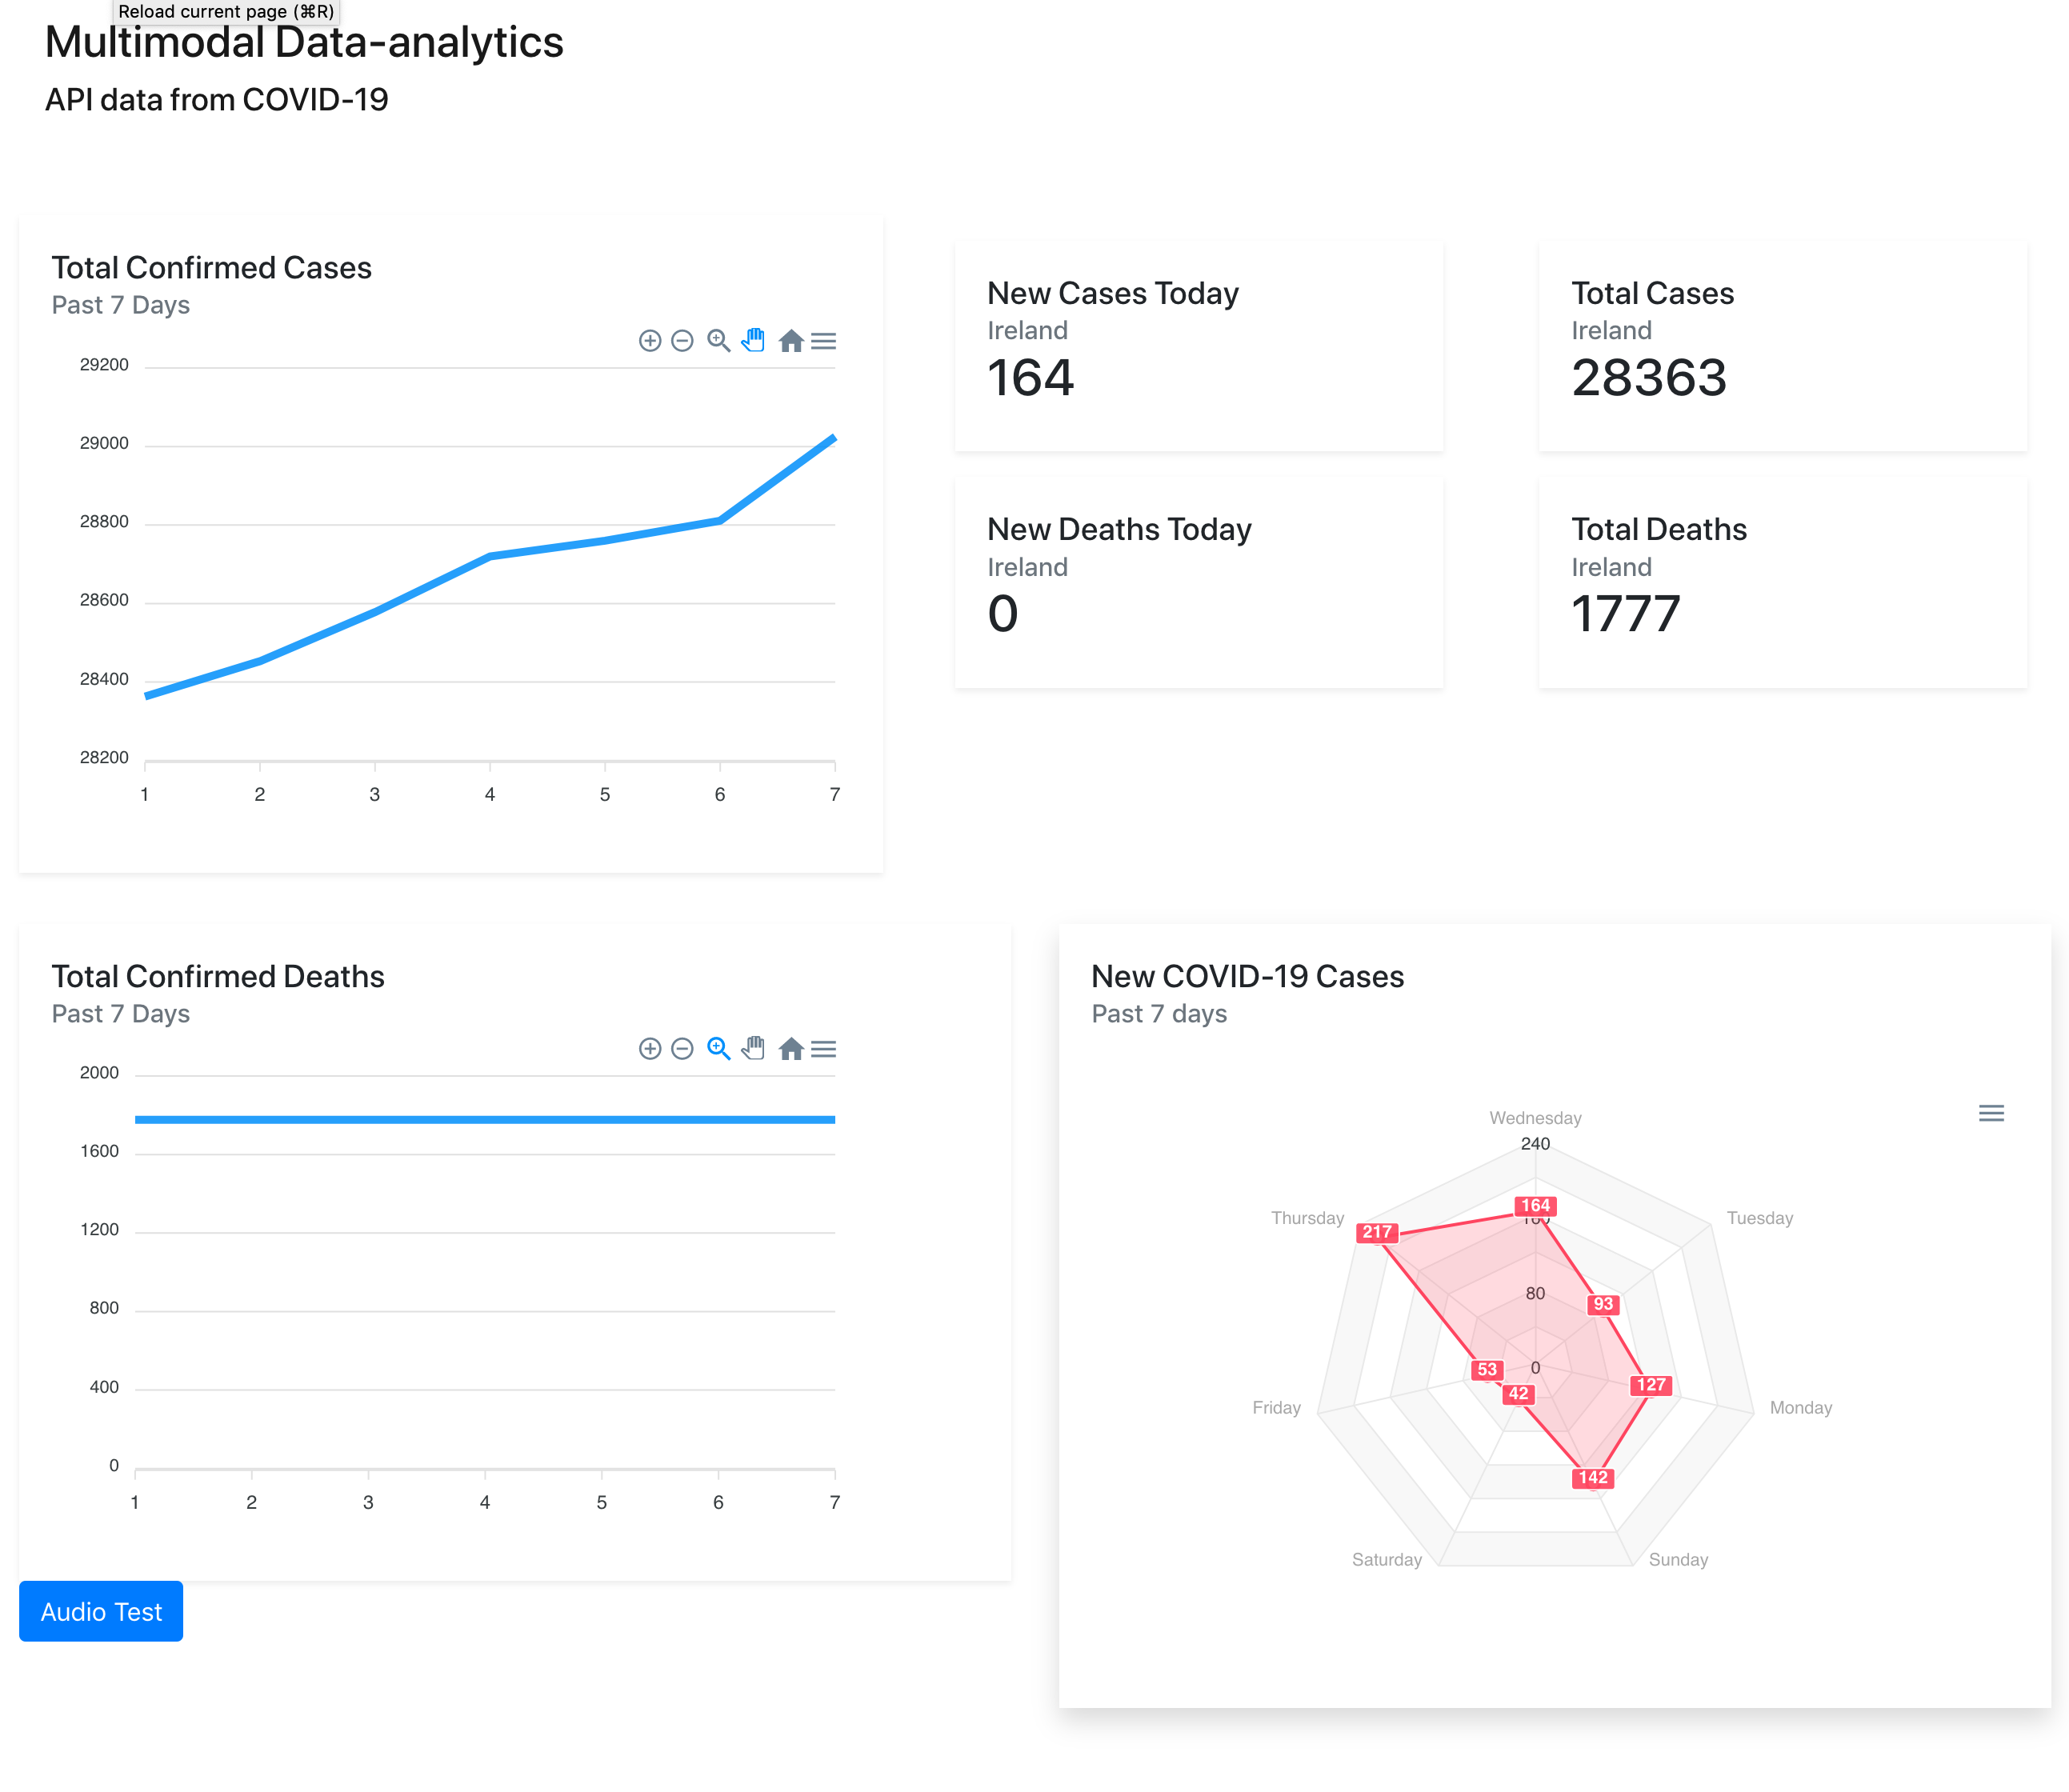 Reload current page (⌘R)
Multimodal Data-analytics
API data from COVID-19
Total Confirmed Cases
Past 7 Days
29200
29000
28800
28600
28400
28200
1 2 3 4 5 6 7
New Cases Today
Ireland
164
Total Cases
Ireland
28363
New Deaths Today
Ireland
0
Total Deaths
Ireland
1777
Total Confirmed Deaths
Past 7 Days
2000
1600
1200
800
400
0
1 2 3 4 5 6 7
Audio Test
New COVID-19 Cases
Past 7 days
Wednesday
240
164
160
Thursday
217
Tuesday
80
93
53
0
127
42
Friday
Monday
142
Saturday
Sunday